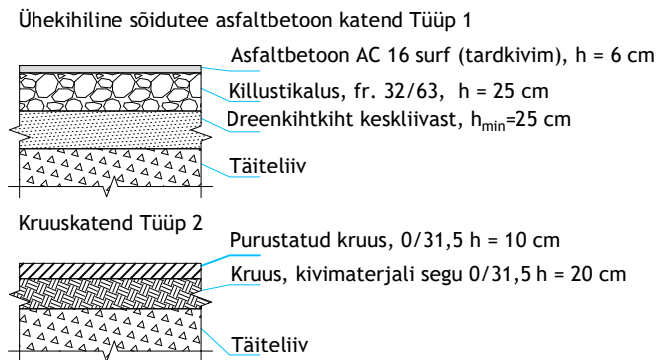 Ühekihiline sõidutee asfaltbetoon katend Tüüp 1
Asfaltbetoon AC 16 surf (tardkivim), h = 6 cm
Killustikalus, fr. 32/63, h = 25 cm
Dreenkihtkiht keskliivast, hmin=25 cm
Täiteliiv
Kruuskatend Tüüp 2
Purustatud kruus, 0/31,5 h = 10 cm
Kruus, kivimaterjali segu 0/31,5 h = 20 cm
Täiteliiv